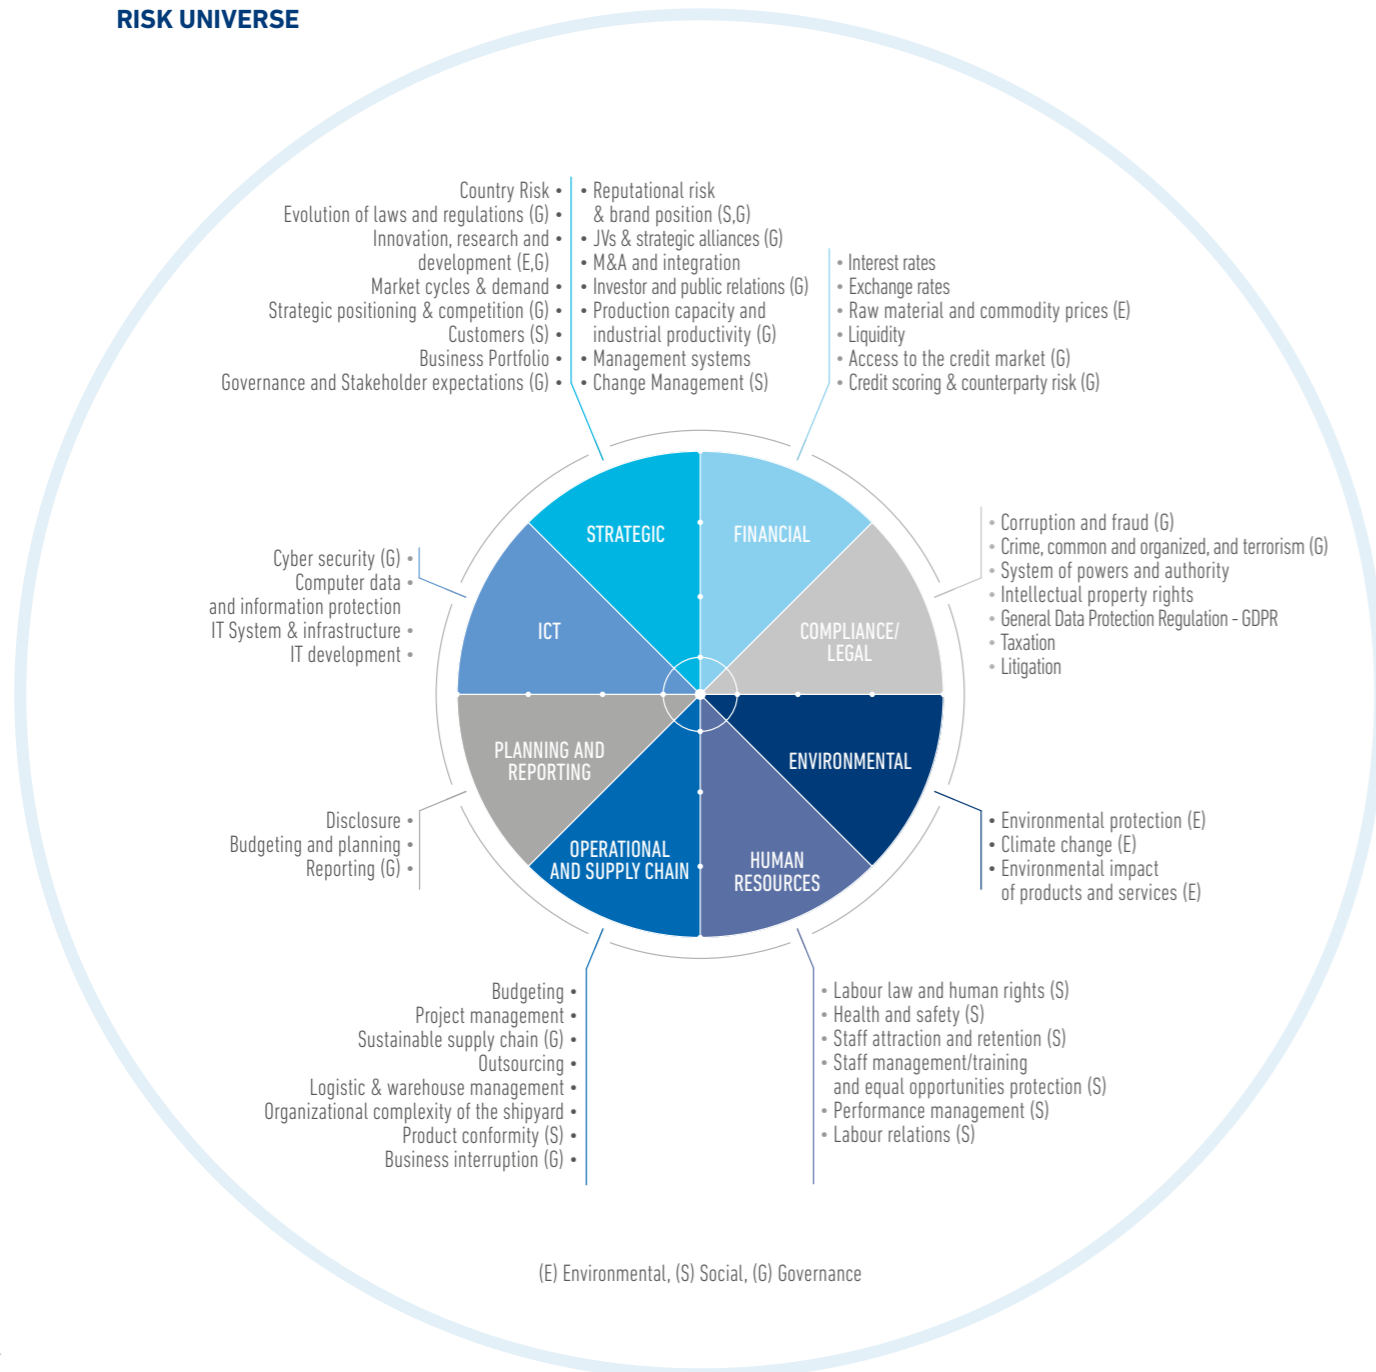 RISK UNIVERSE
Country Risk •
Evolution of laws and regulations (G) •
Innovation, research and •
development (E,G)
Market cycles & demand •
Strategic positioning & competition (G) •
Customers (S) •
Business Portfolio •
Governance and Stakeholder expectations (G) •
• Reputational risk
& brand position (S,G)
• JVs & strategic alliances (G)
• M&A and integration
• Investor and public relations (G)
• Production capacity and
industrial productivity (G)
• Management systems
• Change Management (S)
• Interest rates
• Exchange rates
• Raw material and commodity prices (E)
• Liquidity
• Access to the credit market (G)
• Credit scoring & counterparty risk (G)
STRATEGIC
FINANCIAL
Cyber security (G) •
Computer data •
and information protection
IT System & infrastructure •
IT development •
ICT
COMPLIANCE/
LEGAL
• Corruption and fraud (G)
• Crime, common and organized, and terrorism (G)
• System of powers and authority
• Intellectual property rights
• General Data Protection Regulation - GDPR
• Taxation
• Litigation
PLANNING AND
REPORTING
ENVIRONMENTAL
Disclosure •
Budgeting and planning •
Reporting (G) •
OPERATIONAL
AND SUPPLY CHAIN
HUMAN
RESOURCES
• Environmental protection (E)
• Climate change (E)
• Environmental impact
of products and services (E)
Budgeting •
Project management •
Sustainable supply chain (G) •
Outsourcing •
Logistic & warehouse management •
Organizational complexity of the shipyard •
Product conformity (S) •
Business interruption (G) •
• Labour law and human rights (S)
• Health and safety (S)
• Staff attraction and retention (S)
• Staff management/training
and equal opportunities protection (S)
• Performance management (S)
• Labour relations (S)
(E) Environmental, (S) Social, (G) Governance